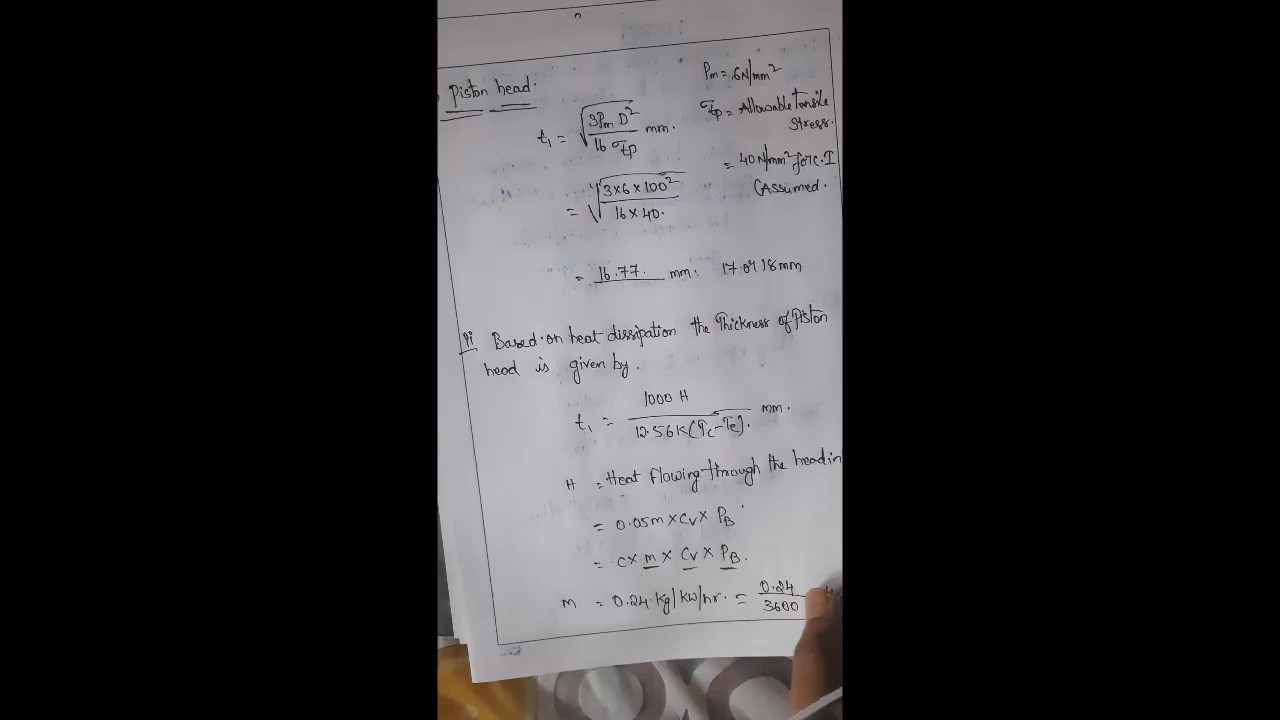 Piston head.
t₁ = √(3Pm D² / 16 σtp) mm.
Pm = 6N/mm²
σtp = Allowable Tensile
Stress.
= 40 N/mm² for C.I
(Assumed.
= √(3×6×100² / 16×40.)
= 16.77. mm. 17 or 18mm
ii Based on heat dissipation the Thickness of Piston
head is given by.
t₁ = 1000 H / 12.56K(Tc-Te). mm.
H = Heat flowing through the head in
= 0.05m×Cv× PB
= C× m × Cv × PB.
m = 0.24 kg/kw/hr. = 0.24 / 3600